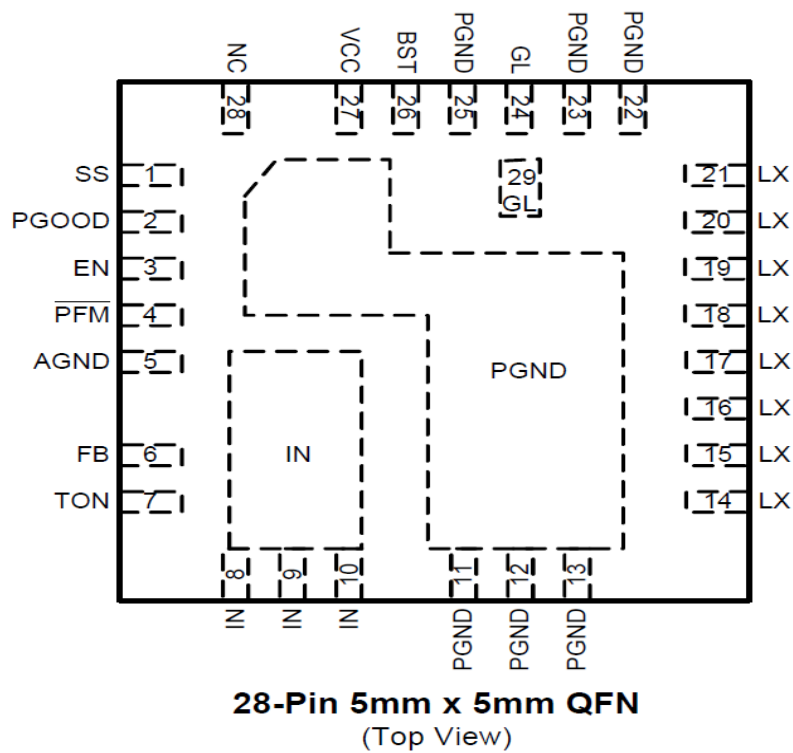 NC
VCC
BST
PGND
GL
PGND
PGND
28
27
26
25
24
23
22
SS 1
29
GL
21 LX
PGOOD 2
20 LX
EN 3
19 LX
PFM 4
18 LX
AGND 5
17 LX
PGND
16 LX
FB 6
IN
15 LX
TON 7
14 LX
8
9
10
11
12
13
IN
IN
IN
PGND
PGND
PGND
28-Pin 5mm x 5mm QFN
(Top View)